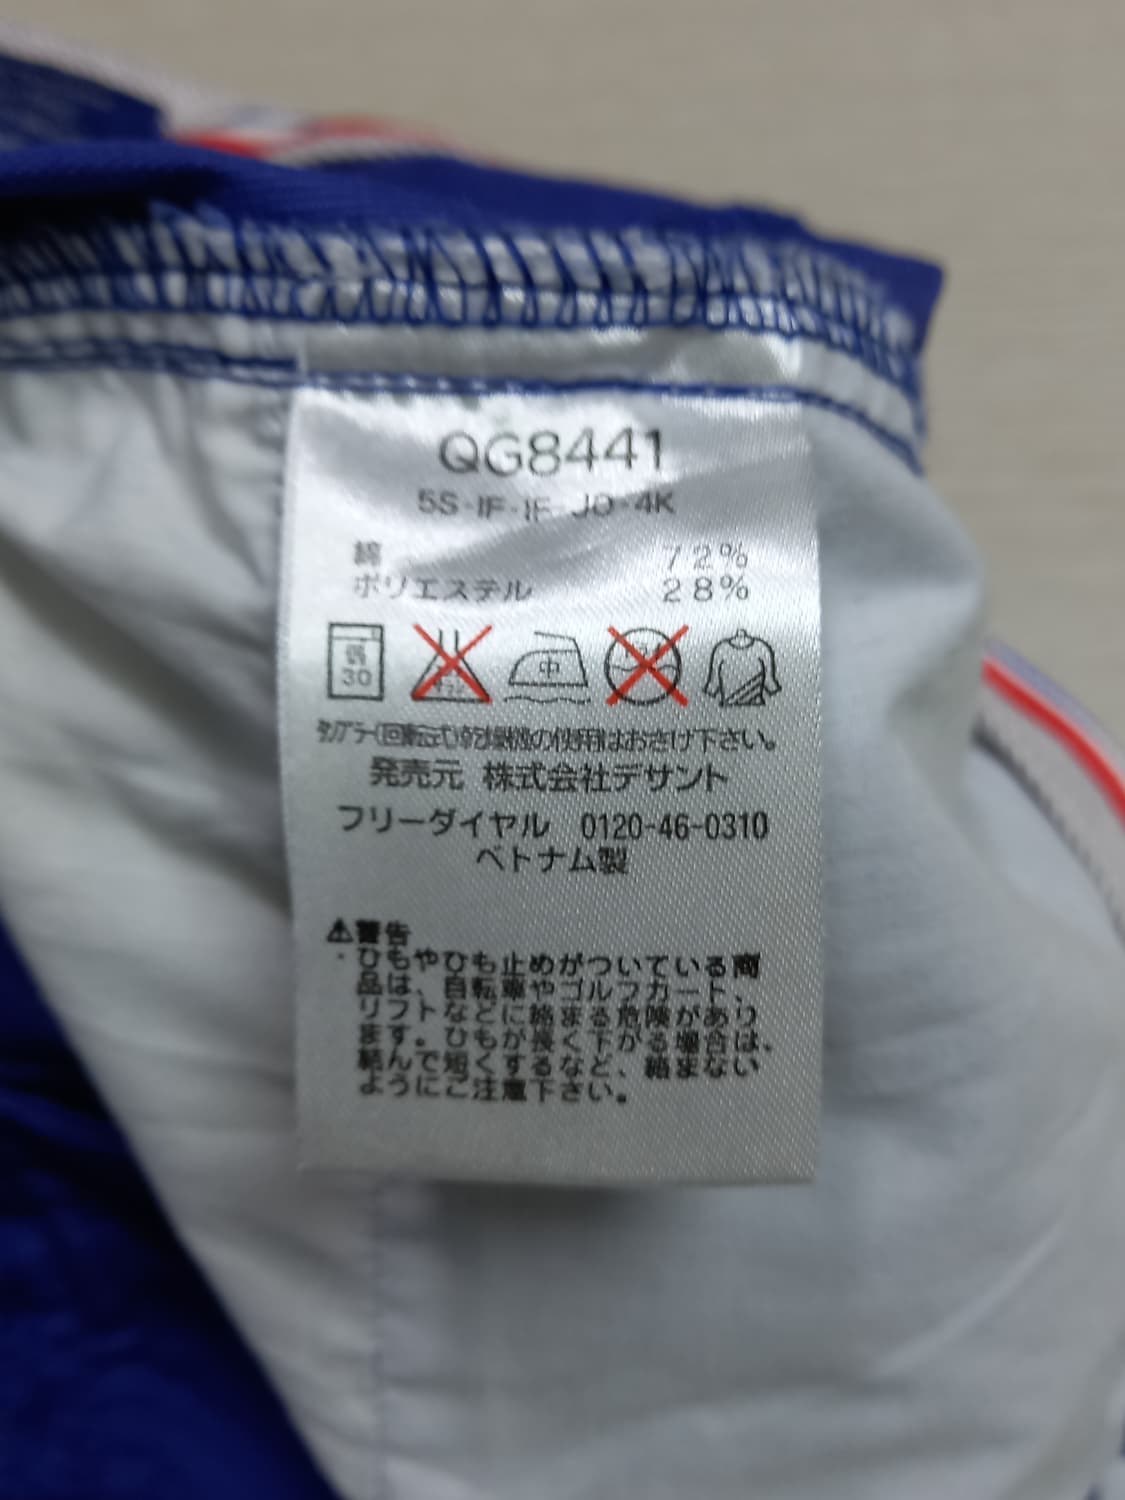 QG8441
5S-IF-IF-JO-4K
綿 72%
ポリエステル 28%
弱
30
中
タンブラー(回転式)乾燥機の使用はおさけ下さい。
発売元 株式会社デサント
フリーダイヤル 0120-46-0310
ベトナム製
⚠警告
・ひもやひも止めがついている商
品は、自転車やゴルフカート、
リフトなどに絡まる危険があり
ます。ひもが長く下がる場合は、
結んで短くするなど、絡まない
ようにご注意下さい。